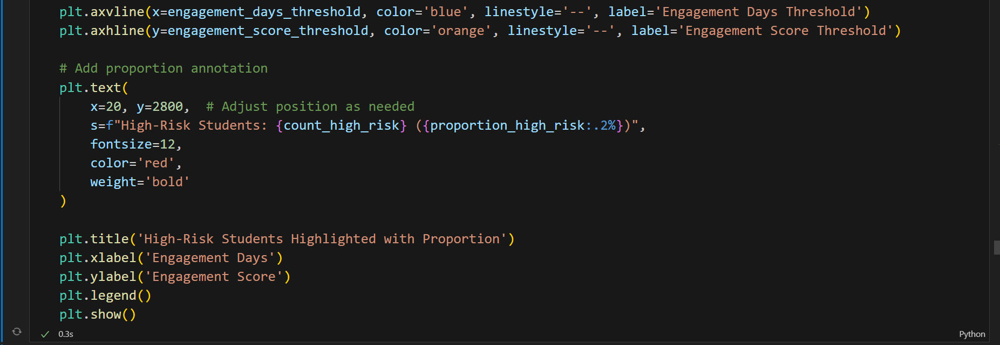 plt.axvline(x=engagement_days_threshold, color='blue', linestyle='--', label='Engagement Days Threshold')
plt.axhline(y=engagement_score_threshold, color='orange', linestyle='--', label='Engagement Score Threshold')
# Add proportion annotation
plt.text(
    x=20, y=2800,  # Adjust position as needed
    s=f"High-Risk Students: {count_high_risk} ({proportion_high_risk:.2%})",
    fontsize=12,
    color='red',
    weight='bold'
)
plt.title('High-Risk Students Highlighted with Proportion')
plt.xlabel('Engagement Days')
plt.ylabel('Engagement Score')
plt.legend()
plt.show()
0.3s
Python